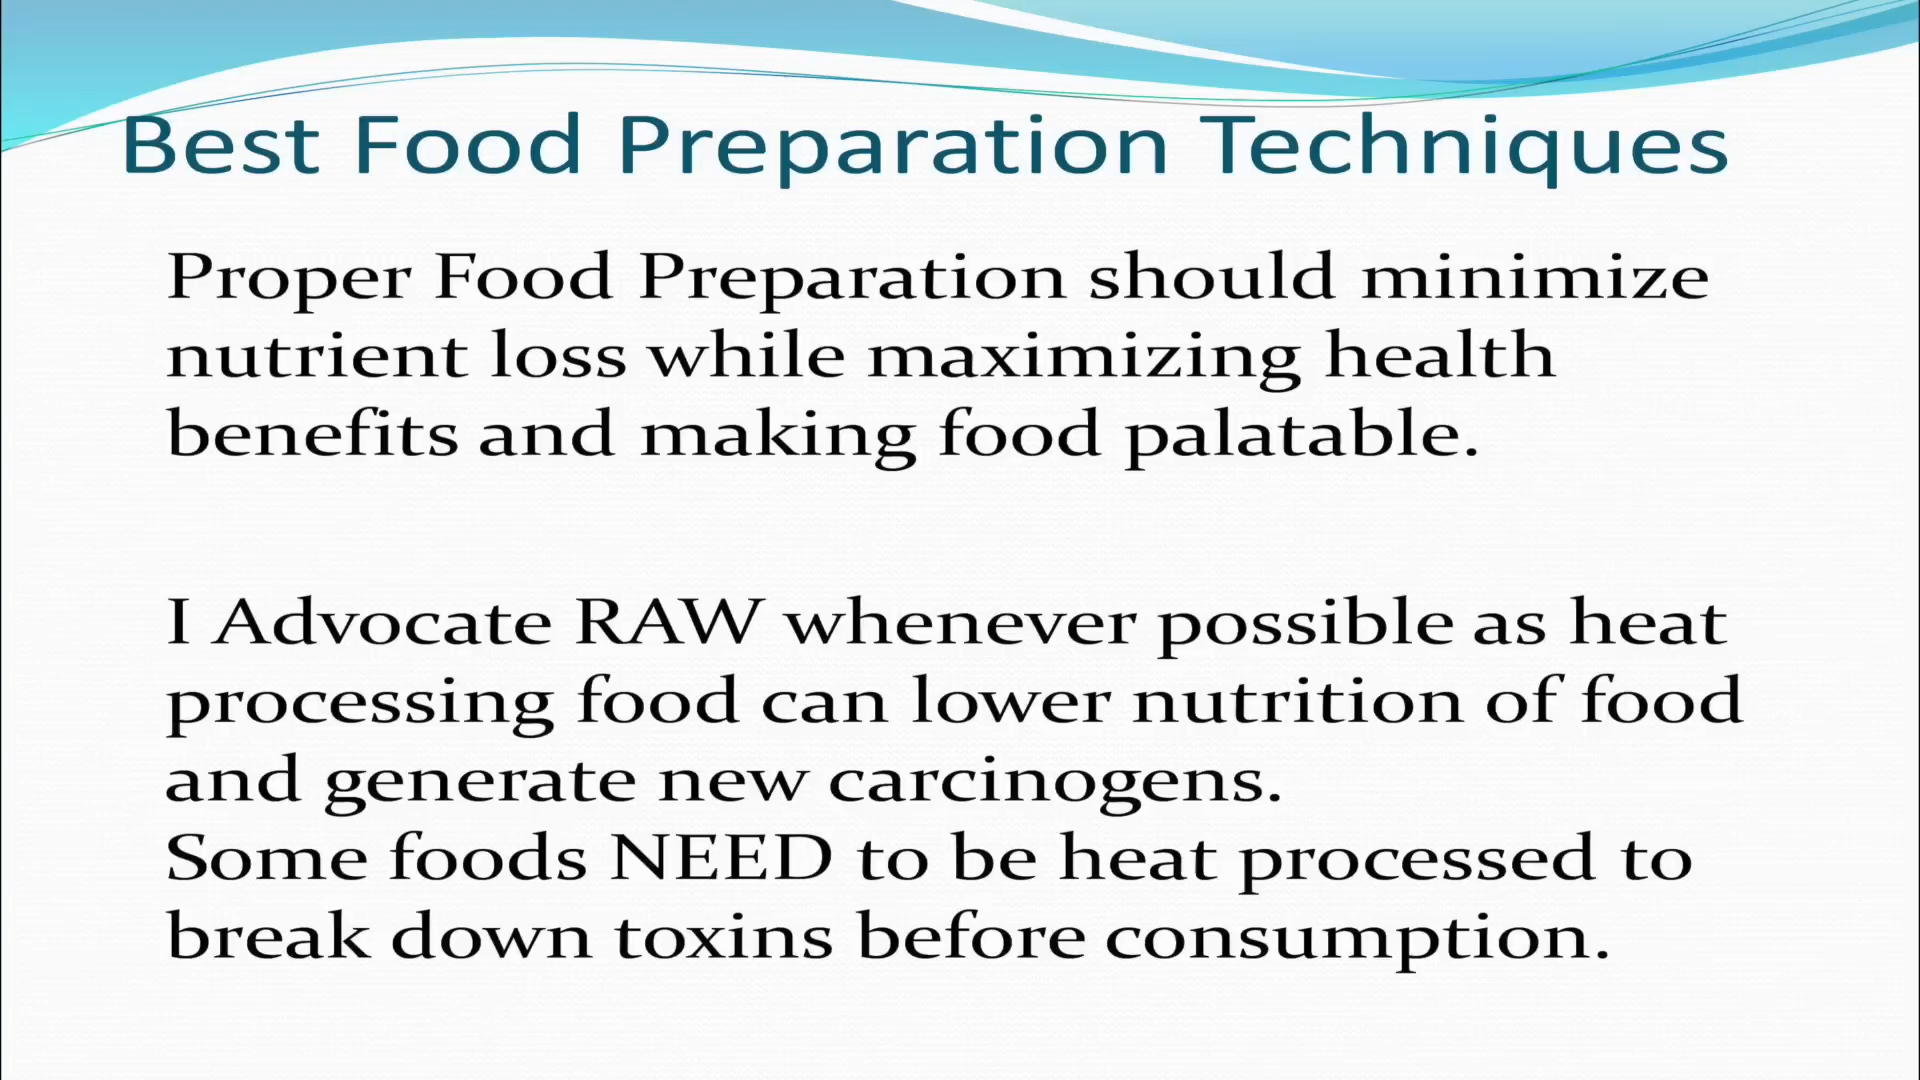 Best Food Preparation Techniques
Proper Food Preparation should minimize
nutrient loss while maximizing health
benefits and making food palatable.
I Advocate RAW whenever possible as heat
processing food can lower nutrition of food
and generate new carcinogens.
Some foods NEED to be heat processed to
break down toxins before consumption.